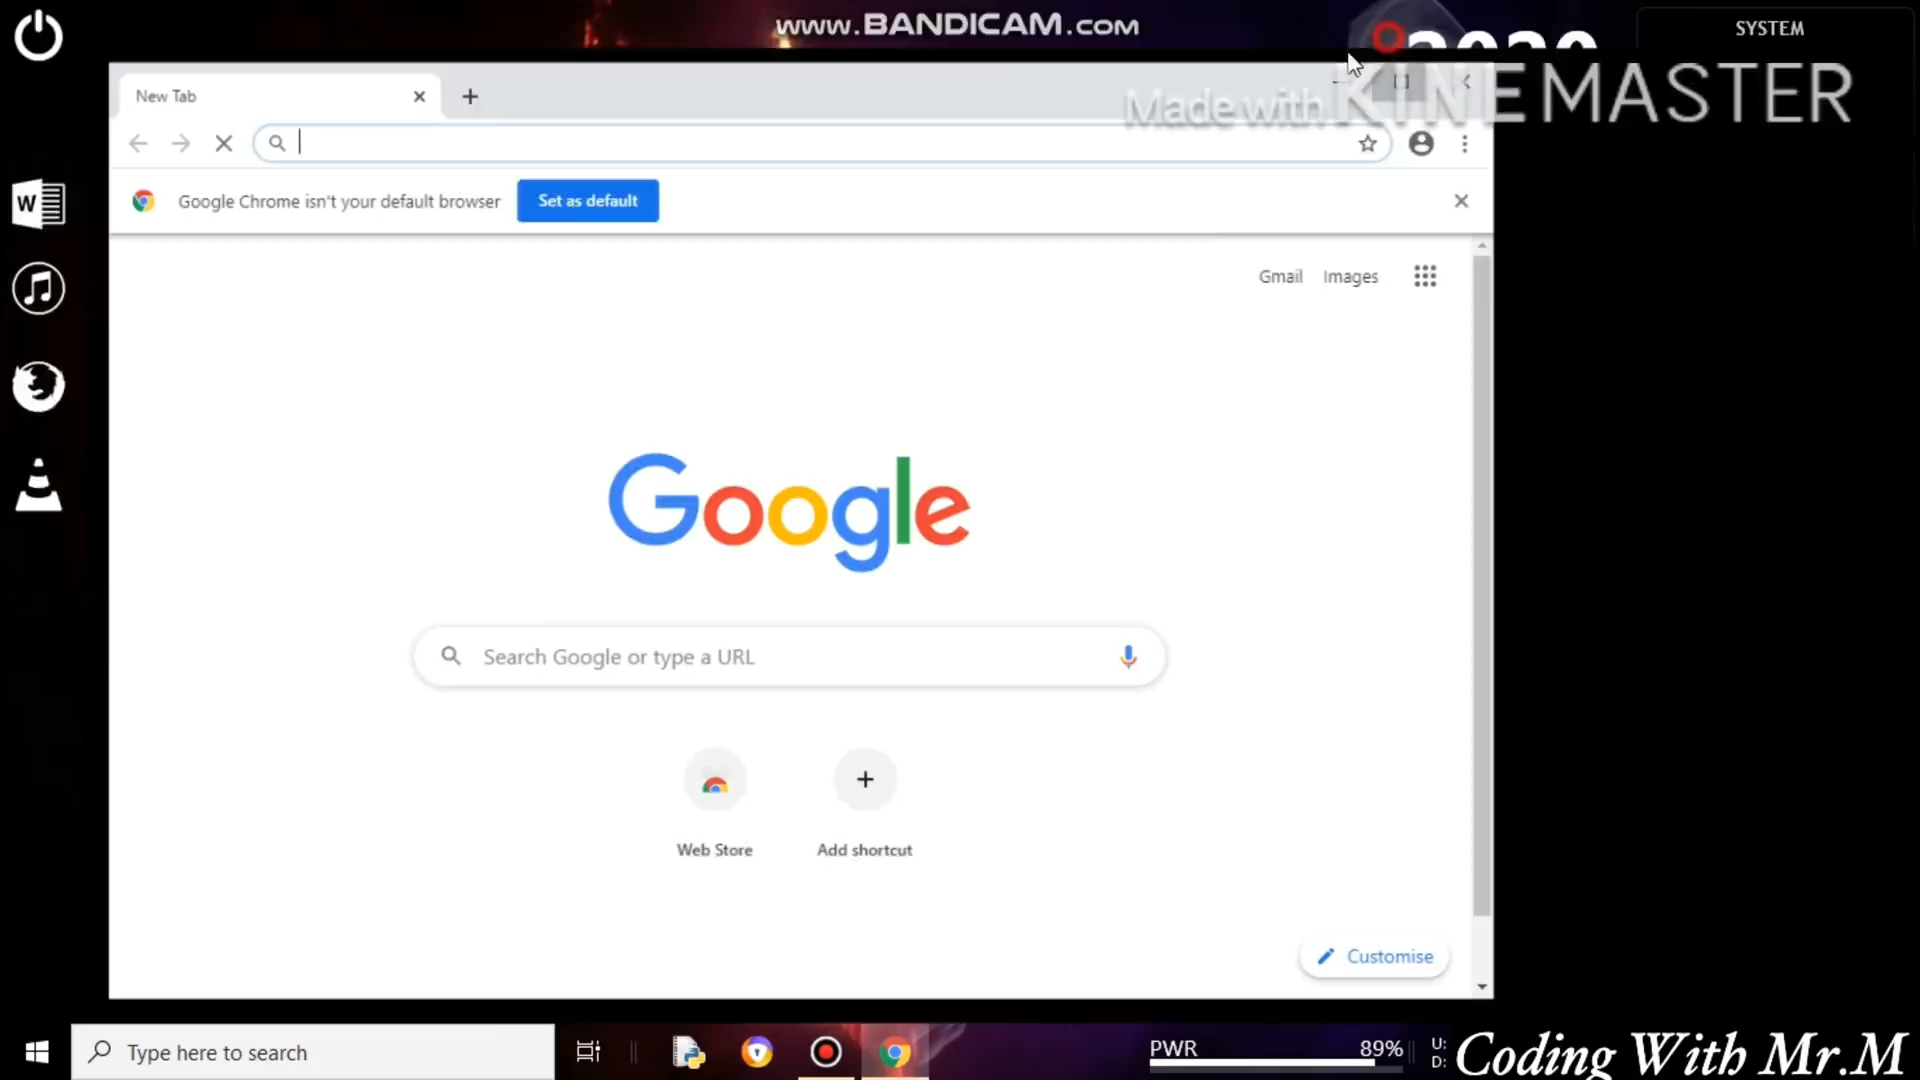 www.BANDICAM.com
2020
SYSTEM
Made with KINEMASTER
New Tab
Google Chrome isn't your default browser
Set as default
Gmail
Images
Google
Search Google or type a URL
Web Store
Add shortcut
Customise
Type here to search
PWR
89%
U:
D:
Coding With Mr.M
W